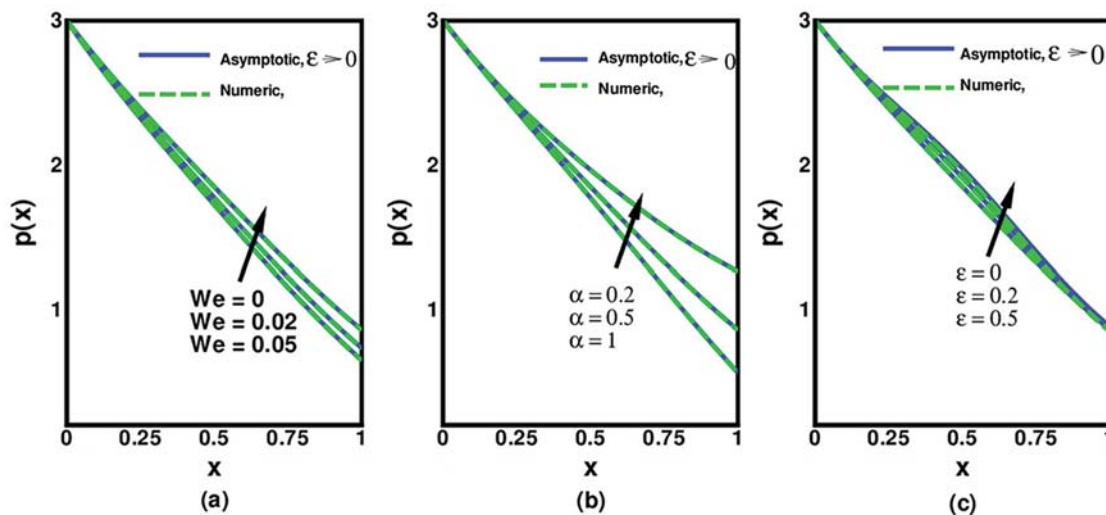 3
2
1
p(x)
Asymptotic, ε → 0
Numeric,
We = 0
We = 0.02
We = 0.05
0 0.25 0.5 0.75 1
x
(a)
3
2
1
p(x)
Asymptotic, ε → 0
Numeric,
α = 0.2
α = 0.5
α = 1
0 0.25 0.5 0.75 1
x
(b)
3
2
1
p(x)
Asymptotic, ε → 0
Numeric,
ε = 0
ε = 0.2
ε = 0.5
0 0.25 0.5 0.75 1
x
(c)